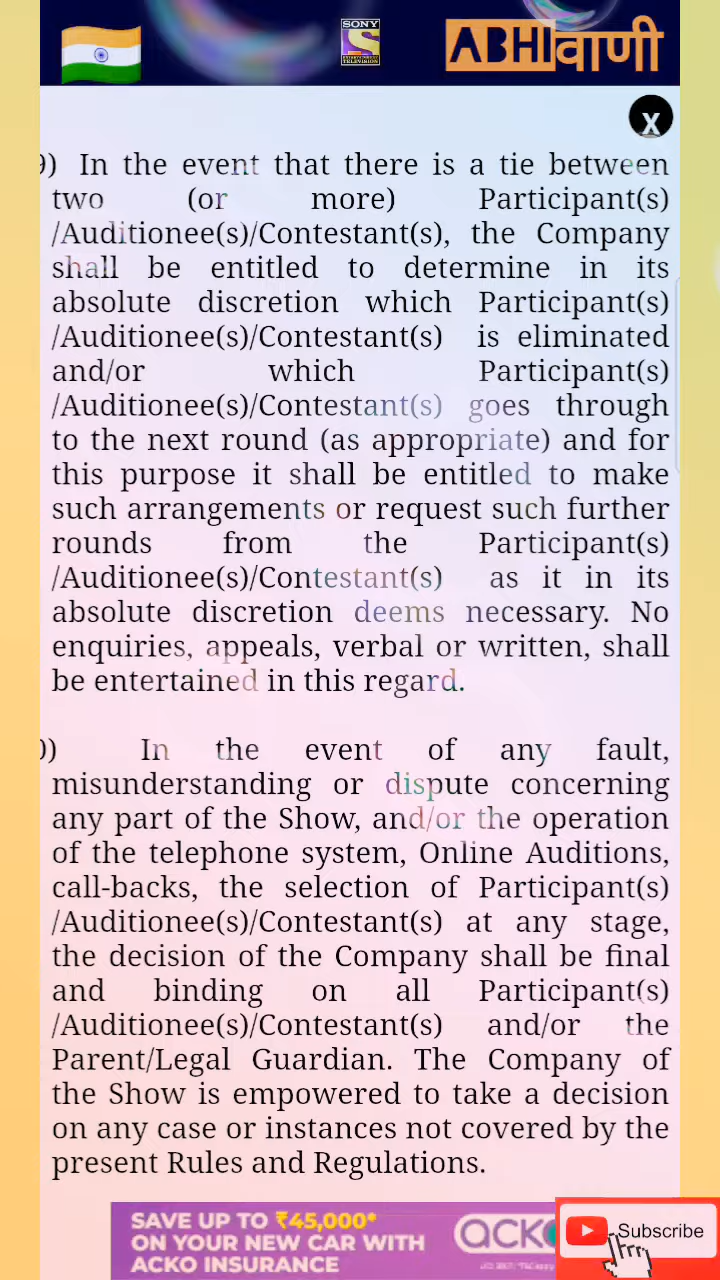 SONY
S
ENTERTAINMENT
TELEVISION
ABHIवाणी
X
9) In the event that there is a tie between
two (or more) Participant(s)
/Auditionee(s)/Contestant(s), the Company
shall be entitled to determine in its
absolute discretion which Participant(s)
/Auditionee(s)/Contestant(s) is eliminated
and/or which Participant(s)
/Auditionee(s)/Contestant(s) goes through
to the next round (as appropriate) and for
this purpose it shall be entitled to make
such arrangements or request such further
rounds from the Participant(s)
/Auditionee(s)/Contestant(s) as it in its
absolute discretion deems necessary. No
enquiries, appeals, verbal or written, shall
be entertained in this regard.
0) In the event of any fault,
misunderstanding or dispute concerning
any part of the Show, and/or the operation
of the telephone system, Online Auditions,
call-backs, the selection of Participant(s)
/Auditionee(s)/Contestant(s) at any stage,
the decision of the Company shall be final
and binding on all Participant(s)
/Auditionee(s)/Contestant(s) and/or the
Parent/Legal Guardian. The Company of
the Show is empowered to take a decision
on any case or instances not covered by the
present Rules and Regulations.
SAVE UP TO ₹45,000*
ON YOUR NEW CAR WITH
ACKO INSURANCE
acko
Subscribe